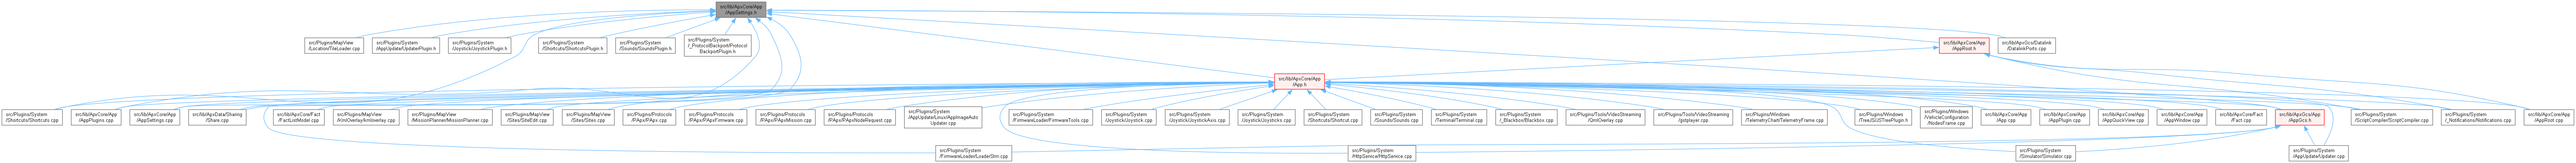 src/lib/ApxCore/App
/AppSettings.h
src/Plugins/MapView
/Location/TileLoader.cpp
src/Plugins/System
/AppUpdate/UpdaterPlugin.h
src/Plugins/System
/Joystick/JoystickPlugin.h
src/Plugins/System
/Shortcuts/ShortcutsPlugin.h
src/Plugins/System
/Sounds/SoundsPlugin.h
src/Plugins/System
/_ProtocolBackport/Protocol
BackportPlugin.h
src/lib/ApxCore/App
/AppRoot.h
src/lib/ApxGcs/Datalink
/DatalinkPorts.cpp
src/lib/ApxCore/App
/App.h
src/Plugins/System
/Shortcuts/Shortcuts.cpp
src/lib/ApxCore/App
/AppPlugins.cpp
src/lib/ApxCore/App
/AppSettings.cpp
src/lib/ApxData/Sharing
/Share.cpp
src/lib/ApxCore/Fact
/FactListModel.cpp
src/Plugins/MapView
/KmlOverlay/kmloverlay.cpp
src/Plugins/MapView
/MissionPlanner/MissionPlanner.cpp
src/Plugins/MapView
/Sites/SiteEdit.cpp
src/Plugins/MapView
/Sites/Sites.cpp
src/Plugins/Protocols
/PApx/PApx.cpp
src/Plugins/Protocols
/PApx/PApxFirmware.cpp
src/Plugins/Protocols
/PApx/PApxMission.cpp
src/Plugins/Protocols
/PApx/PApxNodeRequest.cpp
src/Plugins/System
/AppUpdate/Linux/AppImageAuto
Updater.cpp
src/Plugins/System
/FirmwareLoader/FirmwareTools.cpp
src/Plugins/System
/Joystick/Joystick.cpp
src/Plugins/System
/Joystick/JoystickAxis.cpp
src/Plugins/System
/Joystick/Joysticks.cpp
src/Plugins/System
/Shortcuts/Shortcut.cpp
src/Plugins/System
/Sounds/Sounds.cpp
src/Plugins/System
/Terminal/Terminal.cpp
src/Plugins/System
/_Blackbox/Blackbox.cpp
src/Plugins/Tools/VideoStreaming
/QmlOverlay.cpp
src/Plugins/Tools/VideoStreaming
/gstplayer.cpp
src/Plugins/Windows
/TelemetryChart/TelemetryFrame.cpp
src/Plugins/Windows
/Tree/GUISTreePlugin.h
src/Plugins/Windows
/VehicleConfiguration
/NodesFrame.cpp
src/lib/ApxCore/App
/App.cpp
src/lib/ApxCore/App
/AppPlugin.cpp
src/lib/ApxCore/App
/AppQuickView.cpp
src/lib/ApxCore/App
/AppWindow.cpp
src/lib/ApxGcs/App
/AppGcs.h
src/lib/ApxCore/Fact
/Fact.cpp
src/Plugins/System
/ScriptCompiler/ScriptCompiler.cpp
src/Plugins/System
/_Notifications/Notifications.cpp
src/lib/ApxCore/App
/AppRoot.cpp
src/Plugins/System
/FirmwareLoader/LoaderStm.cpp
src/Plugins/System
/HttpService/HttpService.cpp
src/Plugins/System
/Simulator/Simulator.cpp
src/Plugins/System
/AppUpdate/Updater.cpp